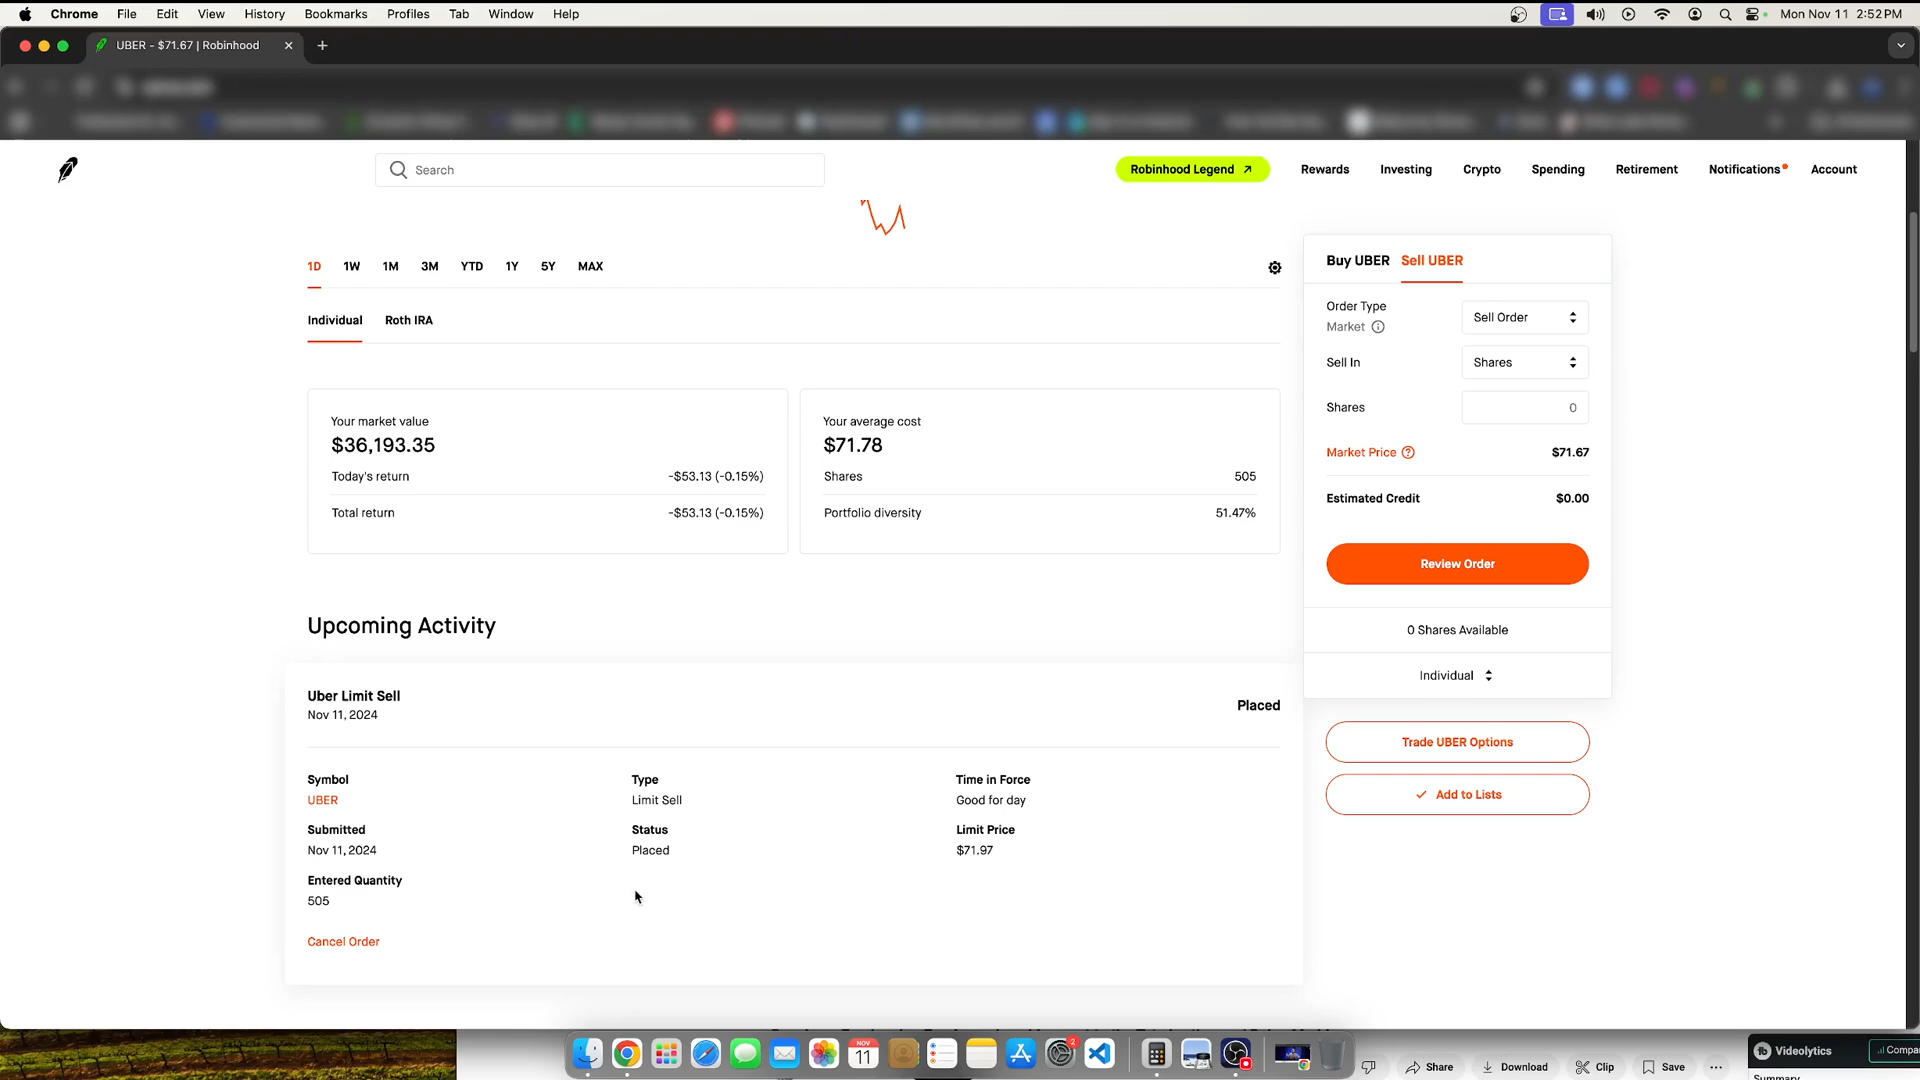 Chrome File Edit View History Bookmarks Profiles Tab Window Help Mon Nov 11 2:52 PM
UBER - $71.67 | Robinhood
Search
Robinhood Legend Rewards Investing Crypto Spending Retirement Notifications Account
1D 1W 1M 3M YTD 1Y 5Y MAX
Individual Roth IRA
Your market value
$36,193.35
Today's return -$53.13 (-0.15%)
Total return -$53.13 (-0.15%)
Your average cost
$71.78
Shares 505
Portfolio diversity 51.47%
Buy UBER Sell UBER
Order Type
Market
Sell Order
Sell In Shares
Shares 0
Market Price $71.67
Estimated Credit $0.00
Review Order
0 Shares Available
Individual
Trade UBER Options
Add to Lists
Upcoming Activity
Uber Limit Sell
Nov 11, 2024
Placed
Symbol Type Time in Force
UBER Limit Sell Good for day
Submitted Status Limit Price
Nov 11, 2024 Placed $71.97
Entered Quantity
505
Cancel Order
NOV
11
2
Share Download Clip Save
Videolytics
Summary